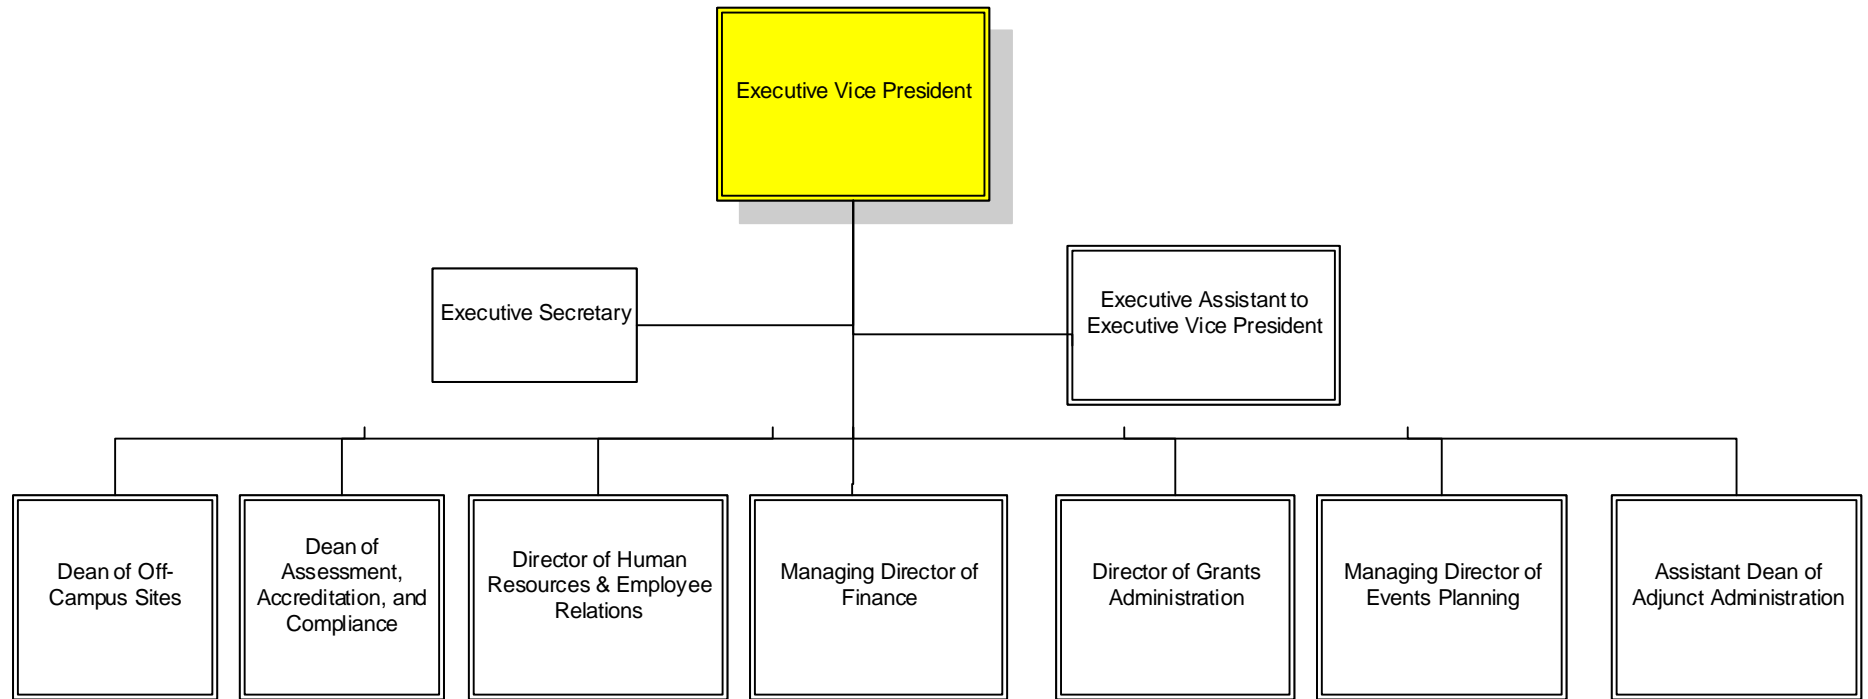 Executive Vice President
Executive Secretary
Executive Assistant to
Executive Vice President
Dean of Off-
Campus Sites
Dean of
Assessment,
Accreditation, and
Compliance
Director of Human
Resources & Employee
Relations
Managing Director of
Finance
Director of Grants
Administration
Managing Director of
Events Planning
Assistant Dean of
Adjunct Administration